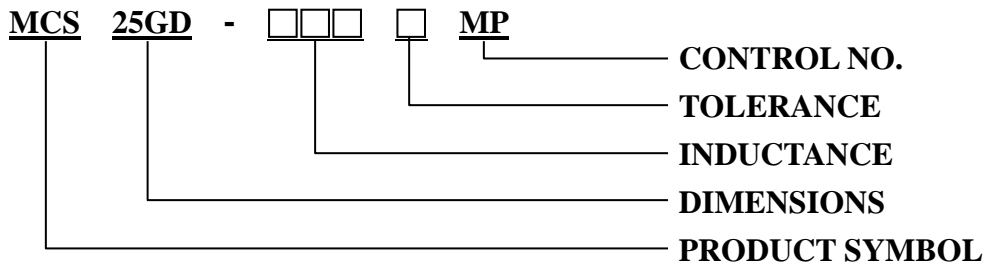 MCS 25GD - □□□ □ MP
CONTROL NO.
TOLERANCE
INDUCTANCE
DIMENSIONS
PRODUCT SYMBOL